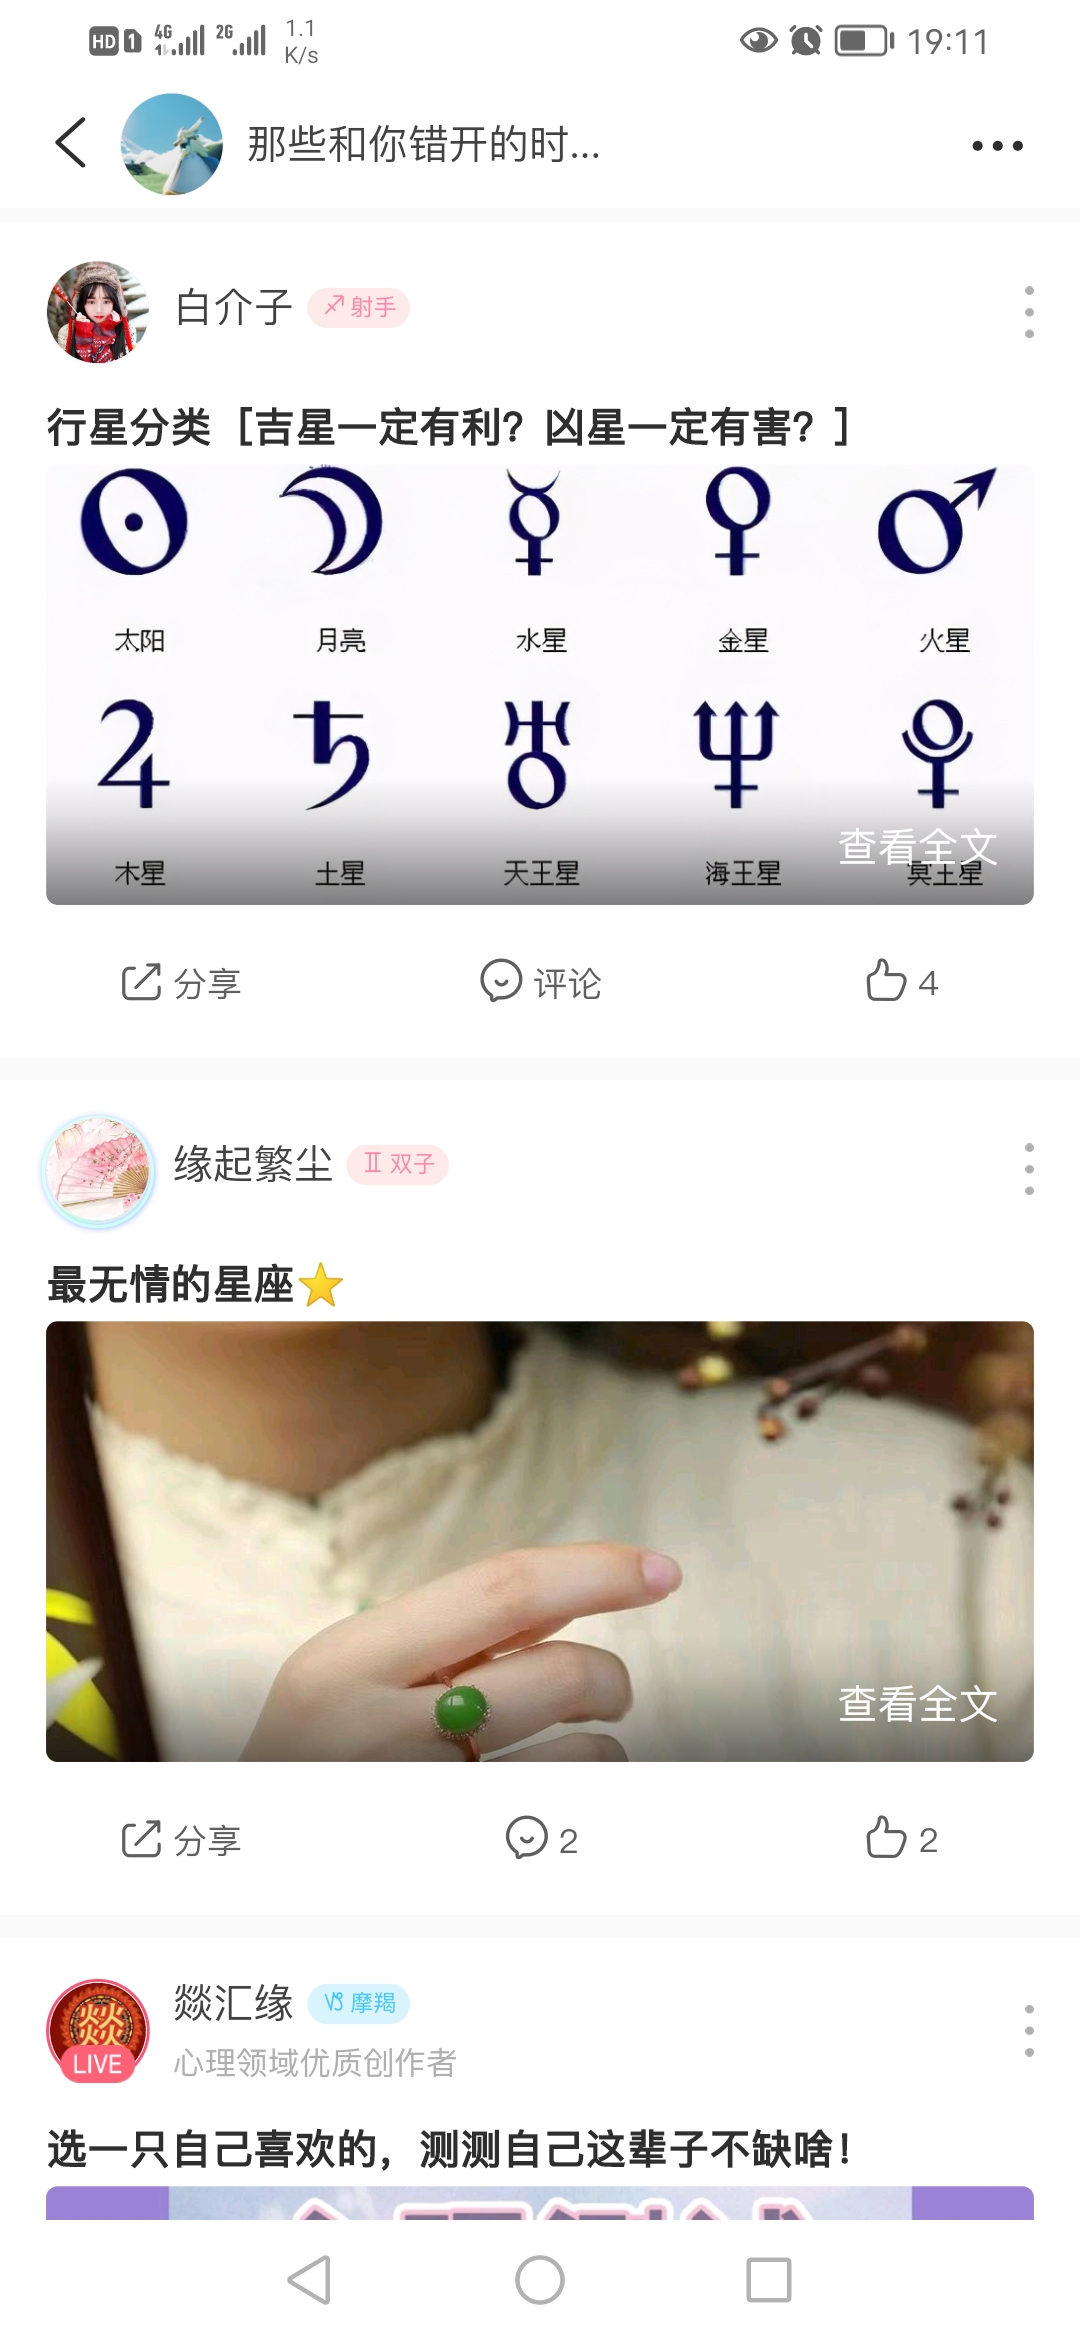 HD 1 4G 2G 1.1 K/s 19:11
那些和你错开的时...
白介子 射手
行星分类［吉星一定有利？凶星一定有害？］
太阳 月亮 水星 金星 火星
查看全文
木星 土星 天王星 海王星 冥王星
分享 评论 4
缘起繁尘 双子
最无情的星座
查看全文
分享 2 2
燚汇缘 摩羯
LIVE
心理领域优质创作者
选一只自己喜欢的，测测自己这辈子不缺啥！